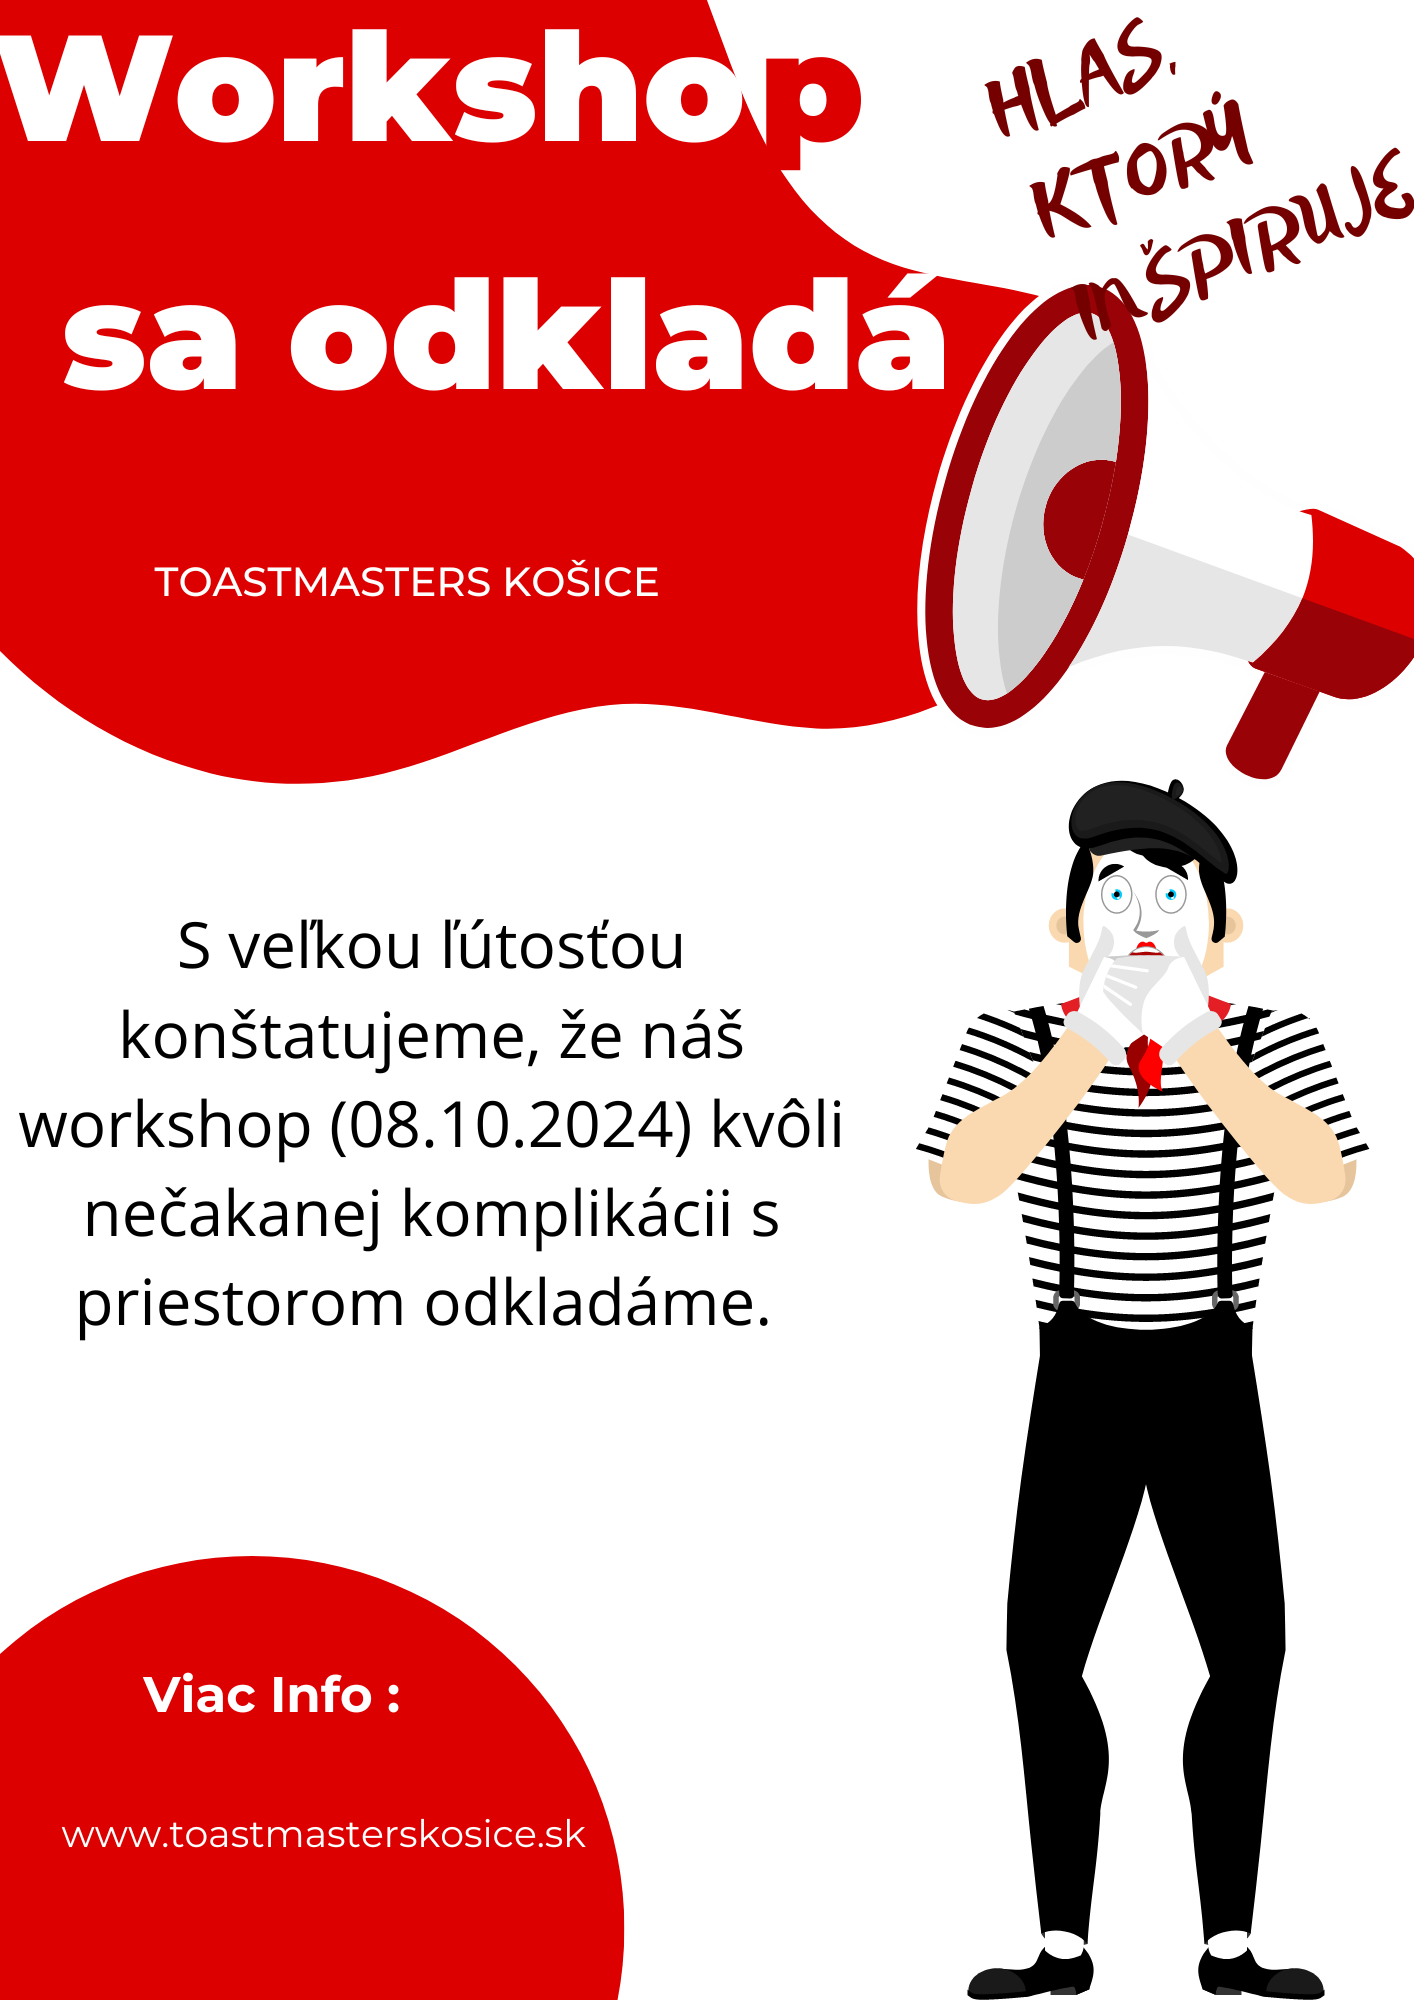 Workshop
sa odkladá
HLAS,
KTORÝ
INŠPIRUJE
TOASTMASTERS KOŠICE
S veľkou ľútosťou
konštatujeme, že náš
workshop (08.10.2024) kvôli
nečakanej komplikácii s
priestorom odkladáme.
Viac Info :
www.toastmasterskosice.sk